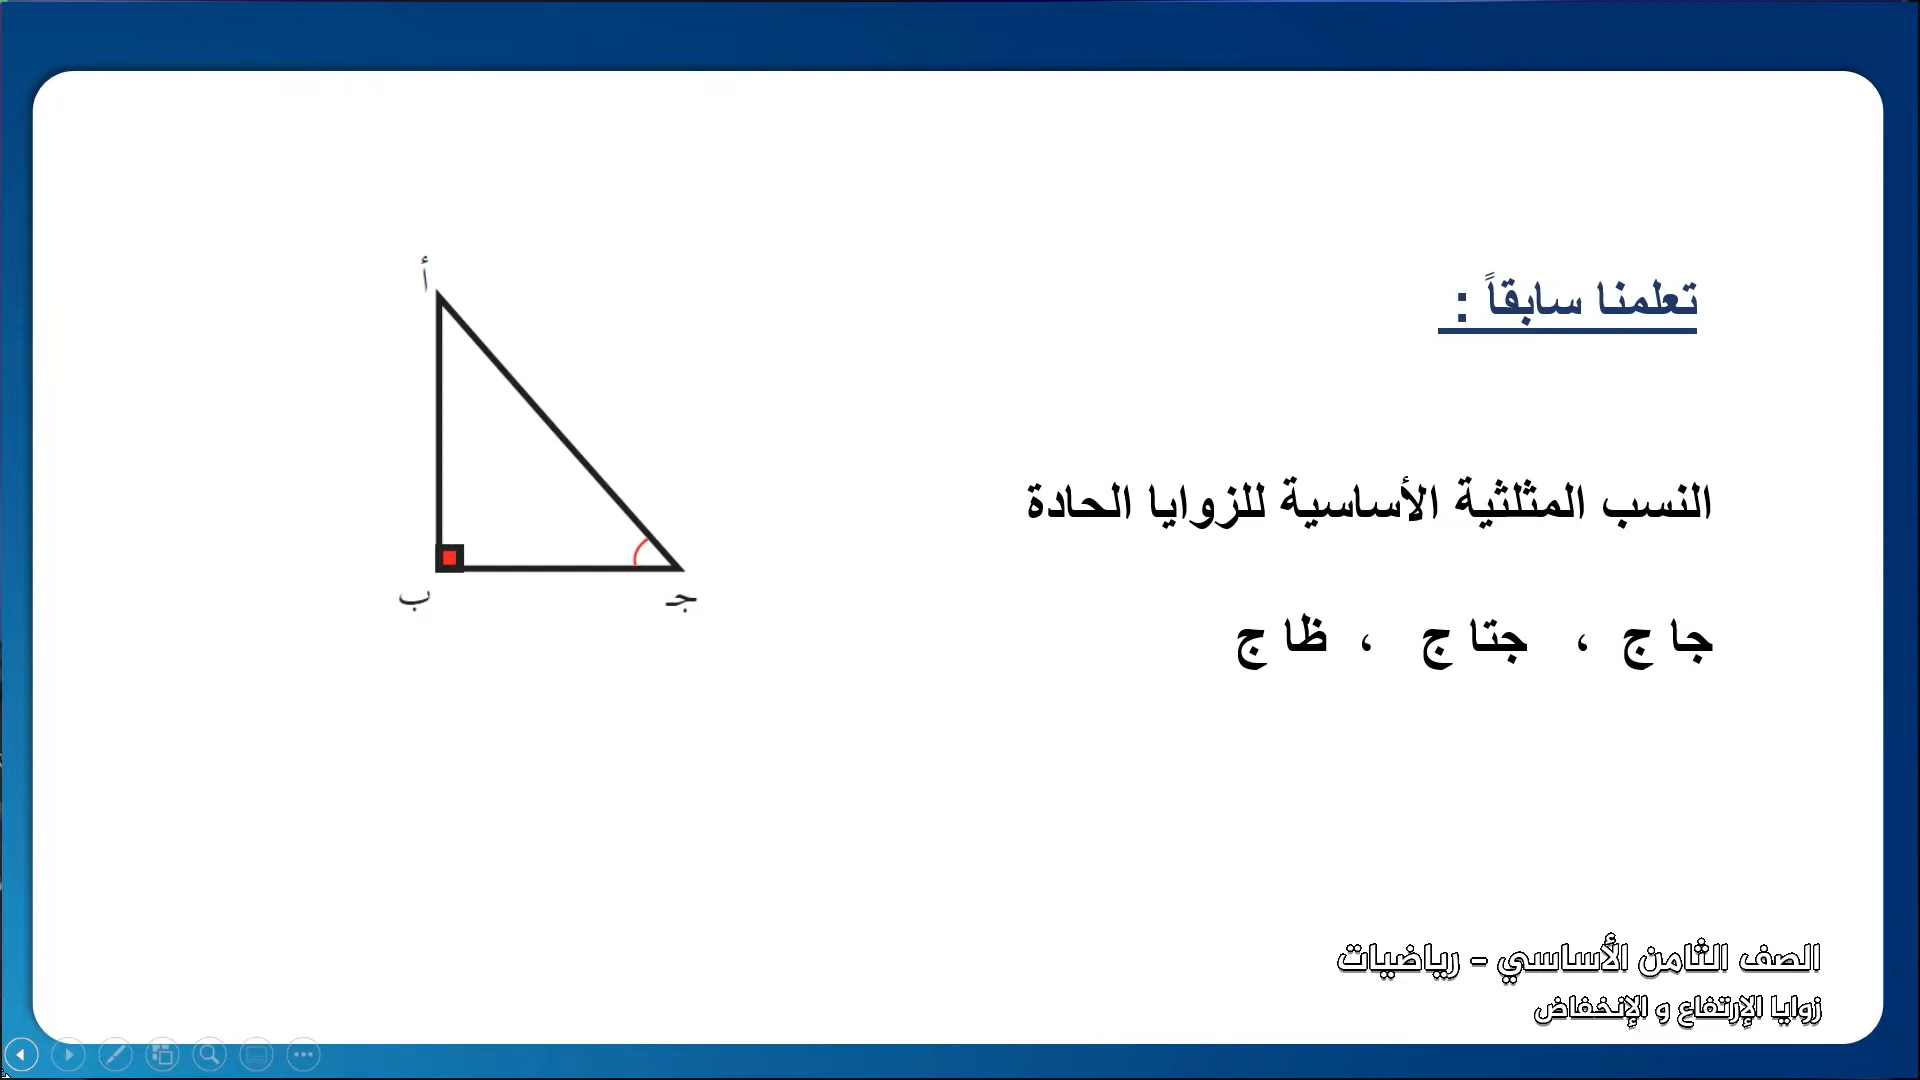 تعلمنا سابقاً :
النسب المثلثية الأساسية للزوايا الحادة
جا ج ، جتا ج ، ظا ج
أ
ب
جـ
الصف الثامن الأساسي - رياضيات
زوايا الإرتفاع و الإنخفاض